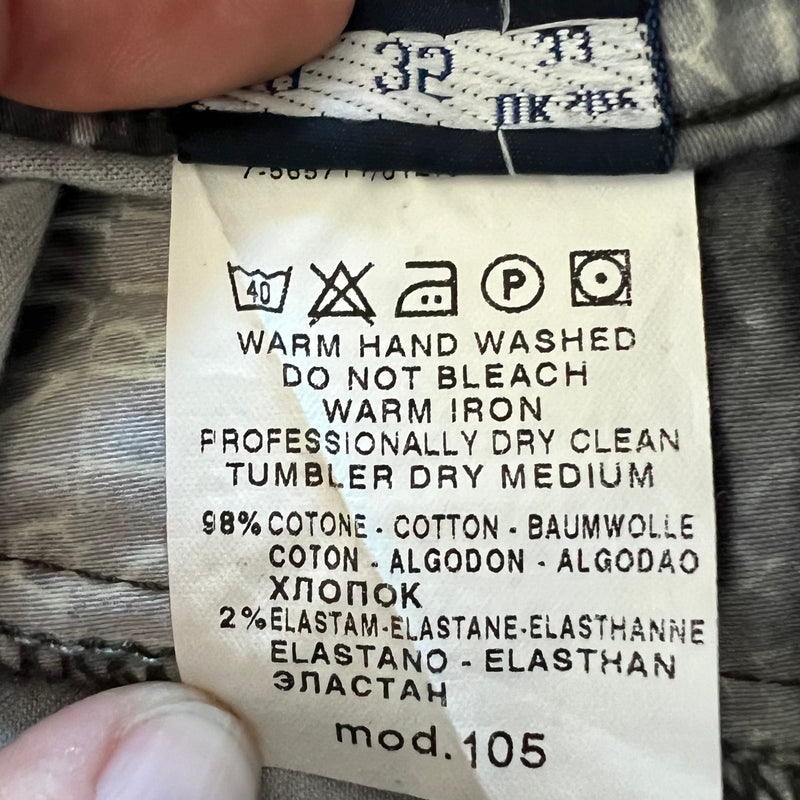 32 33
40 P
WARM HAND WASHED
DO NOT BLEACH
WARM IRON
PROFESSIONALLY DRY CLEAN
TUMBLER DRY MEDIUM
98% COTONE - COTTON - BAUMWOLLE
COTON - ALGODON - ALGODAO
ХЛОПОК
2% ELASTAM-ELASTANE-ELASTHANNE
ELASTANO - ELASTHAN
ЭЛАСТАН
mod.105